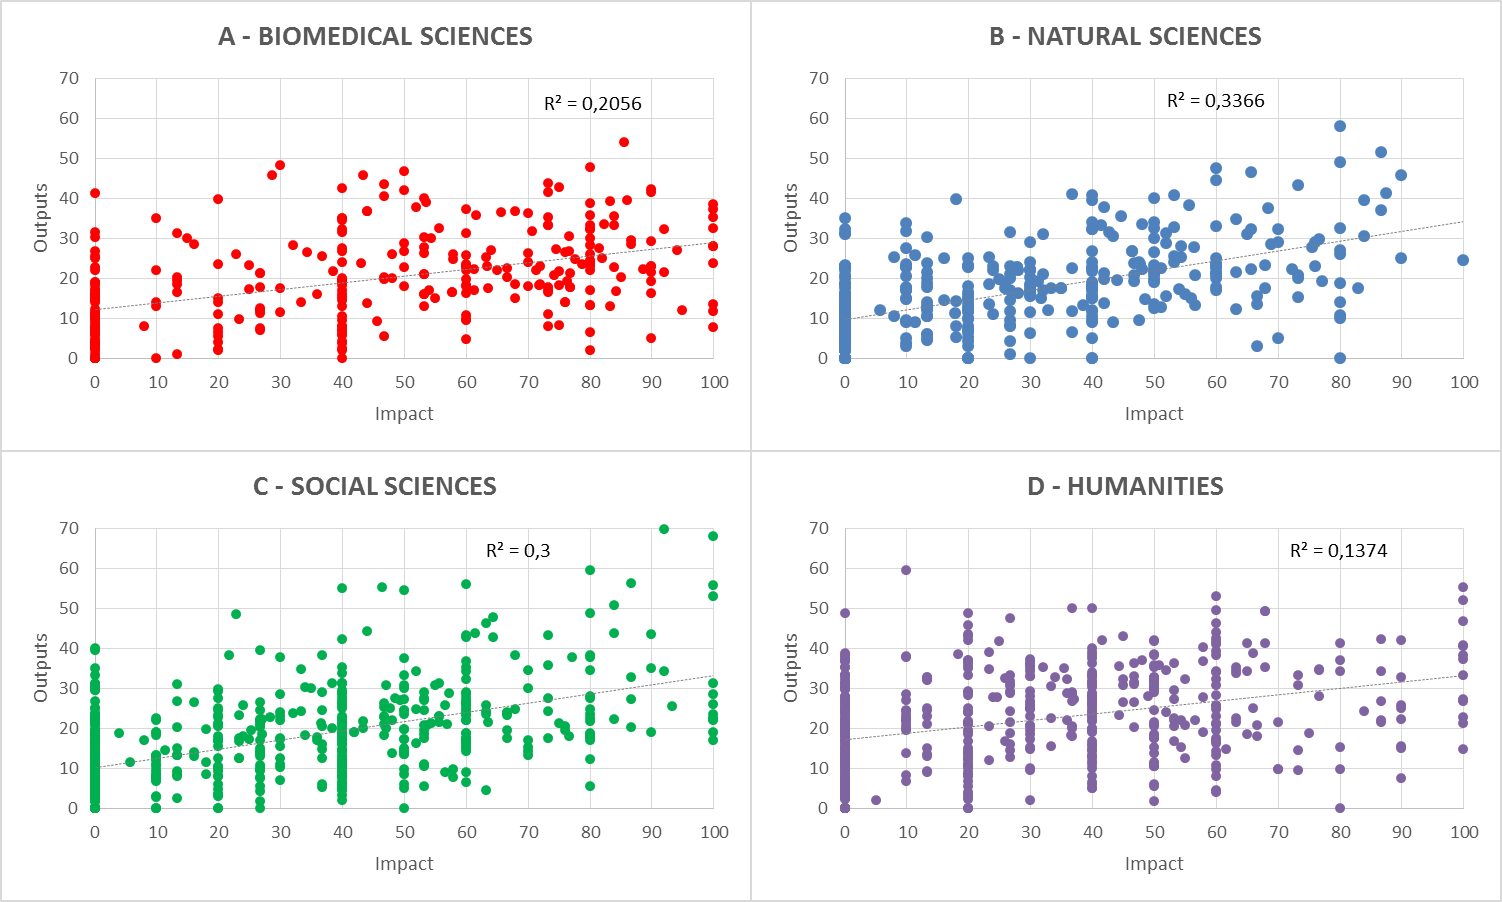 A - BIOMEDICAL SCIENCES
70
60
50
40
30
20
10
0
Outputs
R² = 0,2056
0 10 20 30 40 50 60 70 80 90 100
Impact
B - NATURAL SCIENCES
70
60
50
40
30
20
10
0
Outputs
R² = 0,3366
0 10 20 30 40 50 60 70 80 90 100
Impact
C - SOCIAL SCIENCES
70
60
50
40
30
20
10
0
Outputs
R² = 0,3
0 10 20 30 40 50 60 70 80 90 100
Impact
D - HUMANITIES
70
60
50
40
30
20
10
0
Outputs
R² = 0,1374
0 10 20 30 40 50 60 70 80 90 100
Impact